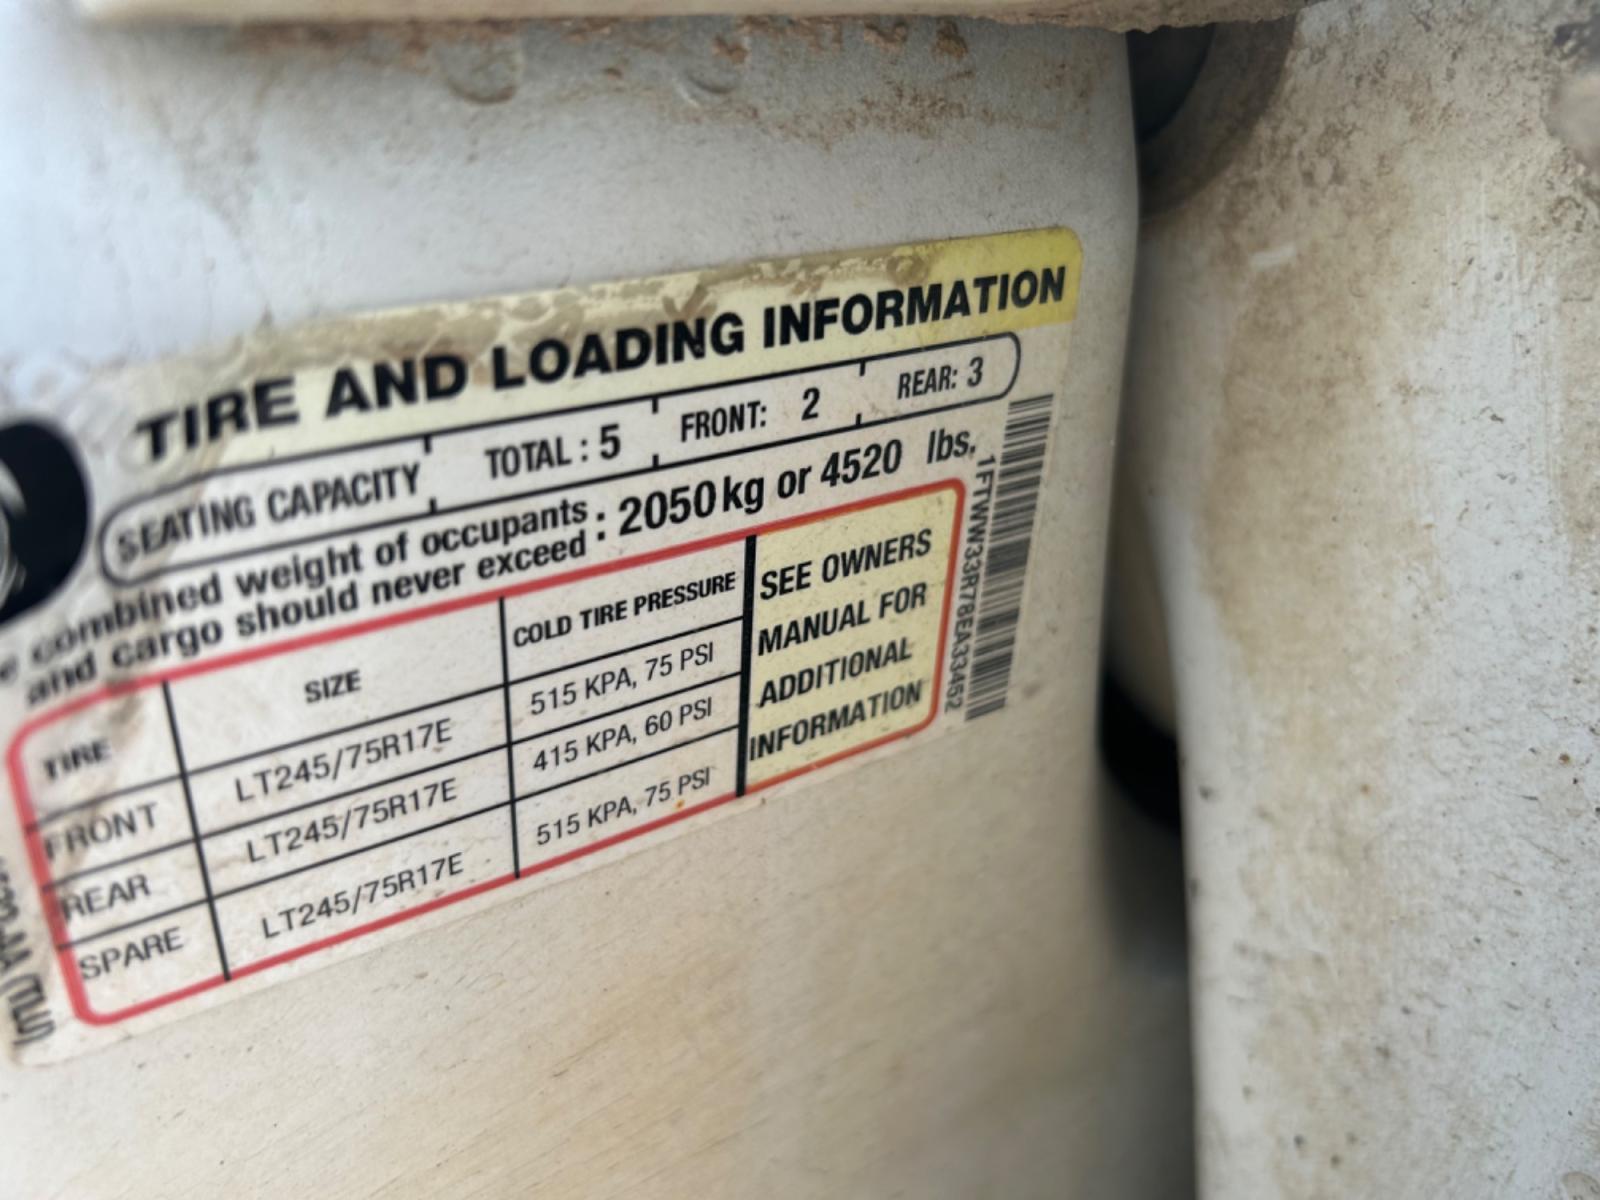 TIRE AND LOADING INFORMATION
SEATING CAPACITY TOTAL : 5 FRONT: 2 REAR: 3
combined weight of occupants
and cargo should never exceed : 2050 kg or 4520 lbs.
TIRE SIZE COLD TIRE PRESSURE
FRONT LT245/75R17E 515 KPA, 75 PSI
REAR LT245/75R17E 415 KPA, 60 PSI
SPARE LT245/75R17E 515 KPA, 75 PSI
SEE OWNERS
MANUAL FOR
ADDITIONAL
INFORMATION
1FTWW33R78EA33452